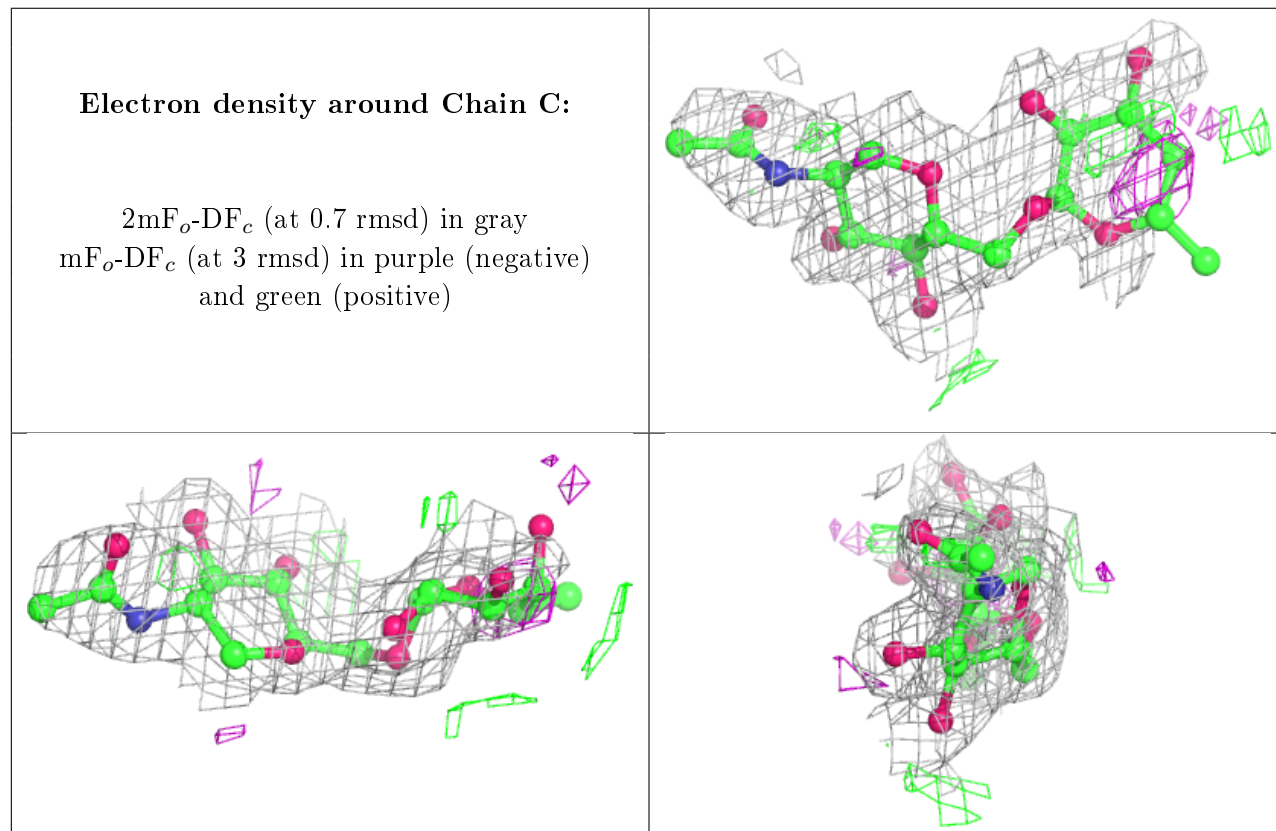 Electron density around Chain C:
2mFₒ-DF𝒸 (at 0.7 rmsd) in gray
mFₒ-DF𝒸 (at 3 rmsd) in purple (negative)
and green (positive)